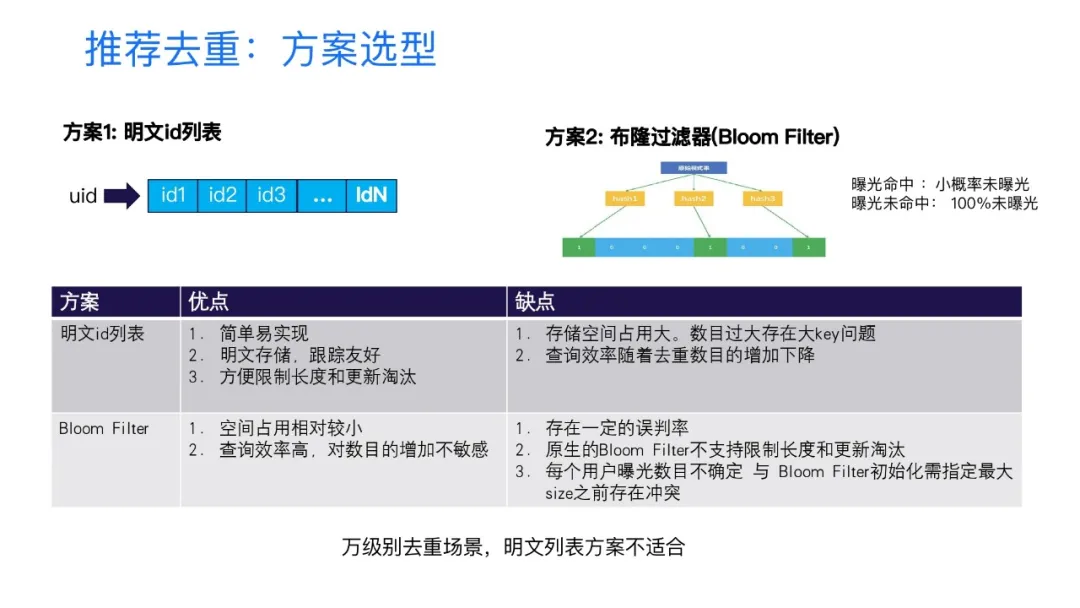 推荐去重：方案选型
方案1: 明文id列表
uid
id1 id2 id3 ... IdN
方案2: 布隆过滤器(Bloom Filter)
hash1 hash2 hash3
1 0 0 0 1 0 0 1
曝光命中 ：小概率未曝光
曝光未命中： 100%未曝光
方案 优点 缺点
明文id列表
1. 简单易实现
2. 明文存储，跟踪友好
3. 方便限制长度和更新淘汰
1. 存储空间占用大。数目过大存在大key问题
2. 查询效率随着去重数目的增加下降
Bloom Filter
1. 空间占用相对较小
2. 查询效率高，对数目的增加不敏感
1. 存在一定的误判率
2. 原生的Bloom Filter不支持限制长度和更新淘汰
3. 每个用户曝光数目不确定 与 Bloom Filter初始化需指定最大
size之前存在冲突
万级别去重场景，明文列表方案不适合